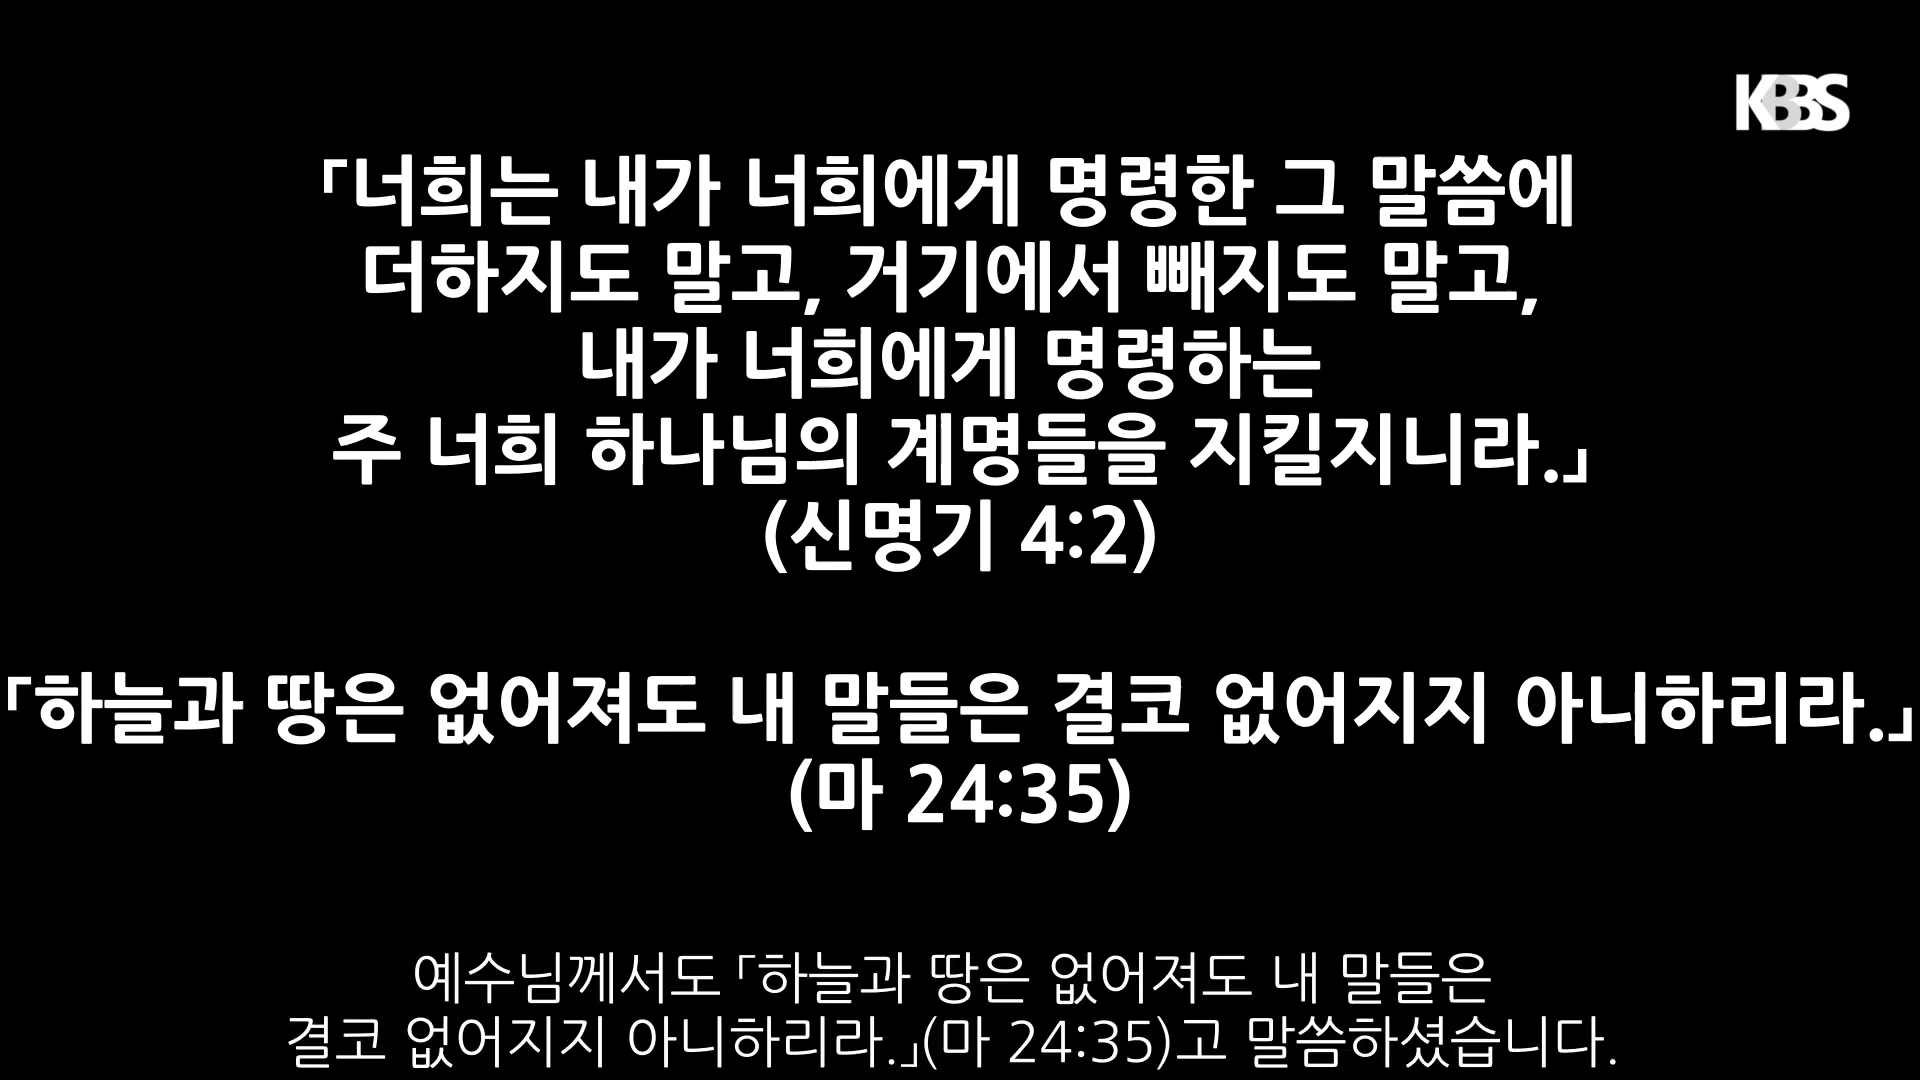 KBBS
「너희는 내가 너희에게 명령한 그 말씀에
더하지도 말고, 거기에서 빼지도 말고,
내가 너희에게 명령하는
주 너희 하나님의 계명들을 지킬지니라.」
(신명기 4:2)
「하늘과 땅은 없어져도 내 말들은 결코 없어지지 아니하리라.」
(마 24:35)
예수님께서도 「하늘과 땅은 없어져도 내 말들은
결코 없어지지 아니하리라.」(마 24:35)고 말씀하셨습니다.